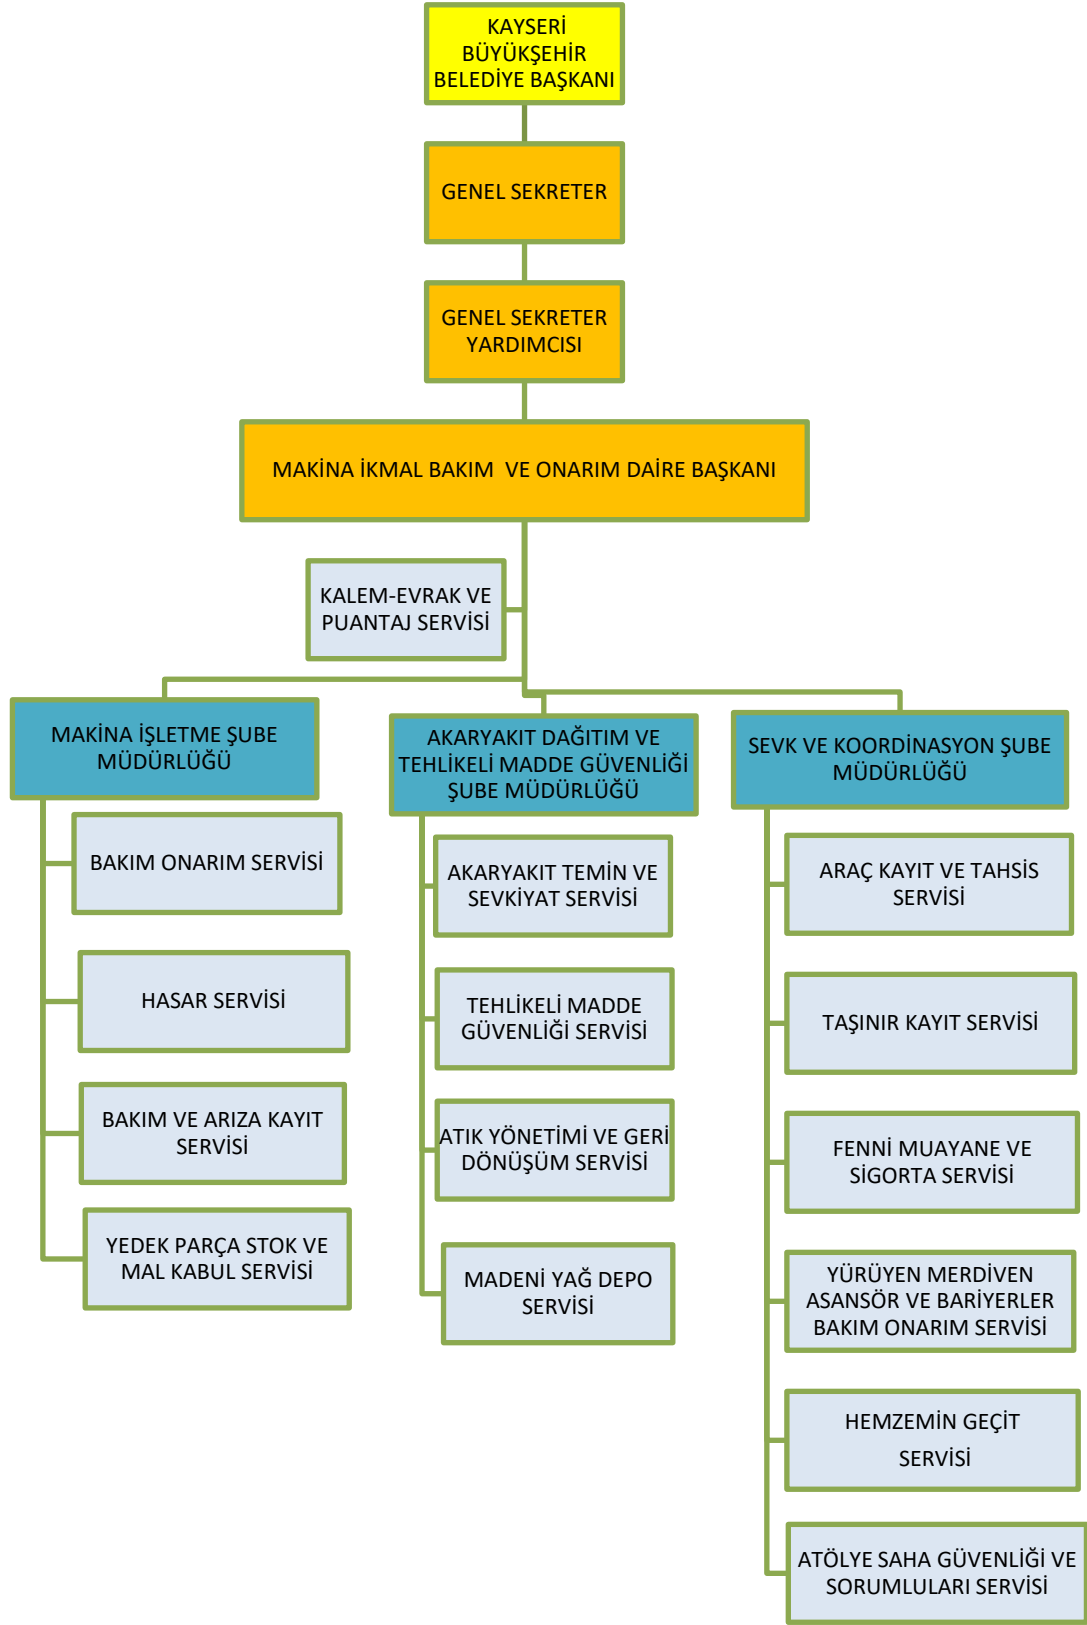 KAYSERİ
BÜYÜKŞEHİR
BELEDİYE BAŞKANI
GENEL SEKRETER
GENEL SEKRETER
YARDIMCISI
MAKİNA İKMAL BAKIM  VE ONARIM DAİRE BAŞKANI
KALEM-EVRAK VE
PUANTAJ SERVİSİ
MAKİNA İŞLETME ŞUBE
MÜDÜRLÜĞÜ
BAKIM ONARIM SERVİSİ
HASAR SERVİSİ
BAKIM VE ARIZA KAYIT
SERVİSİ
YEDEK PARÇA STOK VE
MAL KABUL SERVİSİ
AKARYAKIT DAĞITIM VE
TEHLİKELİ MADDE GÜVENLİĞİ
ŞUBE MÜDÜRLÜĞÜ
AKARYAKIT TEMİN VE
SEVKİYAT SERVİSİ
TEHLİKELİ MADDE
GÜVENLİĞİ SERVİSİ
ATIK YÖNETİMİ VE GERİ
DÖNÜŞÜM SERVİSİ
MADENİ YAĞ DEPO
SERVİSİ
SEVK VE KOORDİNASYON ŞUBE
MÜDÜRLÜĞÜ
ARAÇ KAYIT VE TAHSİS
SERVİSİ
TAŞINIR KAYIT SERVİSİ
FENNİ MUAYANE VE
SİGORTA SERVİSİ
YÜRÜYEN MERDİVEN
ASANSÖR VE BARİYERLER
BAKIM ONARIM SERVİSİ
HEMZEMİN GEÇİT
SERVİSİ
ATÖLYE SAHA GÜVENLİĞİ VE
SORUMLULARI SERVİSİ